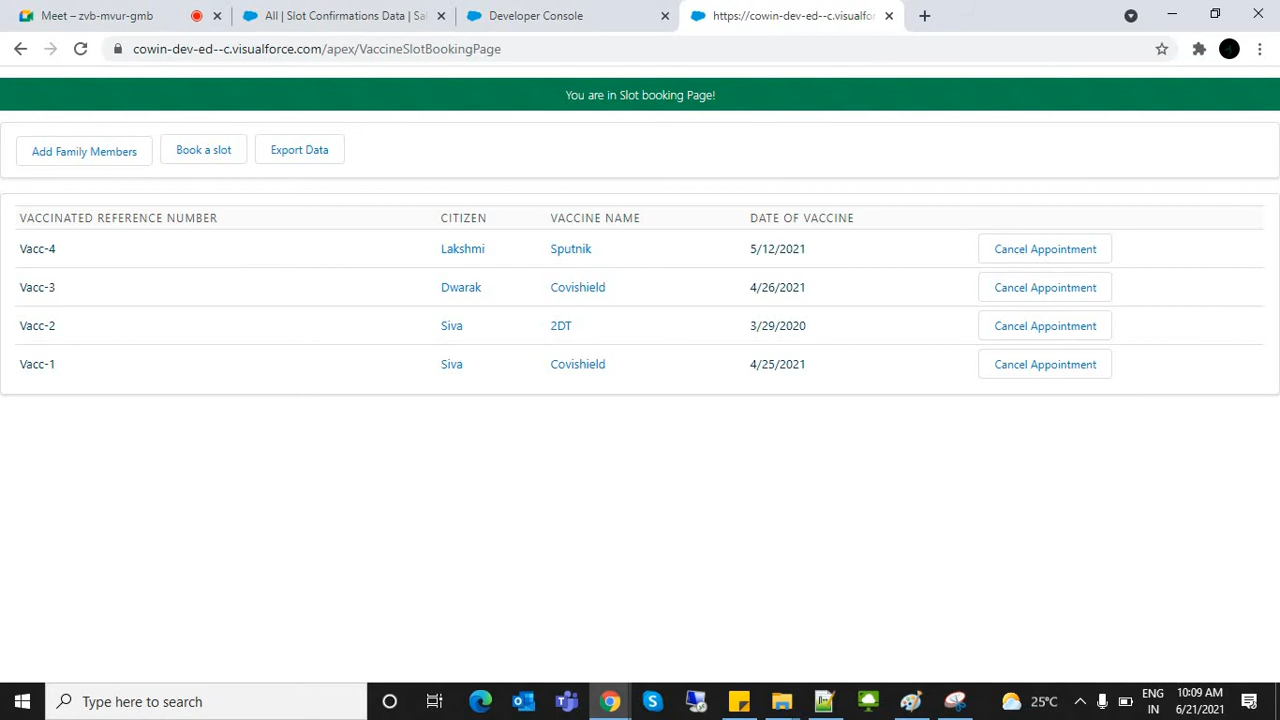 Meet – zvb-mvur-gmb
All | Slot Confirmations Data | Sal
Developer Console
https://cowin-dev-ed--c.visualfor
cowin-dev-ed--c.visualforce.com/apex/VaccineSlotBookingPage
You are in Slot booking Page!
Add Family Members Book a slot Export Data
VACCINATED REFERENCE NUMBER CITIZEN VACCINE NAME DATE OF VACCINE
Vacc-4 Lakshmi Sputnik 5/12/2021 Cancel Appointment
Vacc-3 Dwarak Covishield 4/26/2021 Cancel Appointment
Vacc-2 Siva 2DT 3/29/2020 Cancel Appointment
Vacc-1 Siva Covishield 4/25/2021 Cancel Appointment
Type here to search
25°C
ENG
IN
10:09 AM
6/21/2021